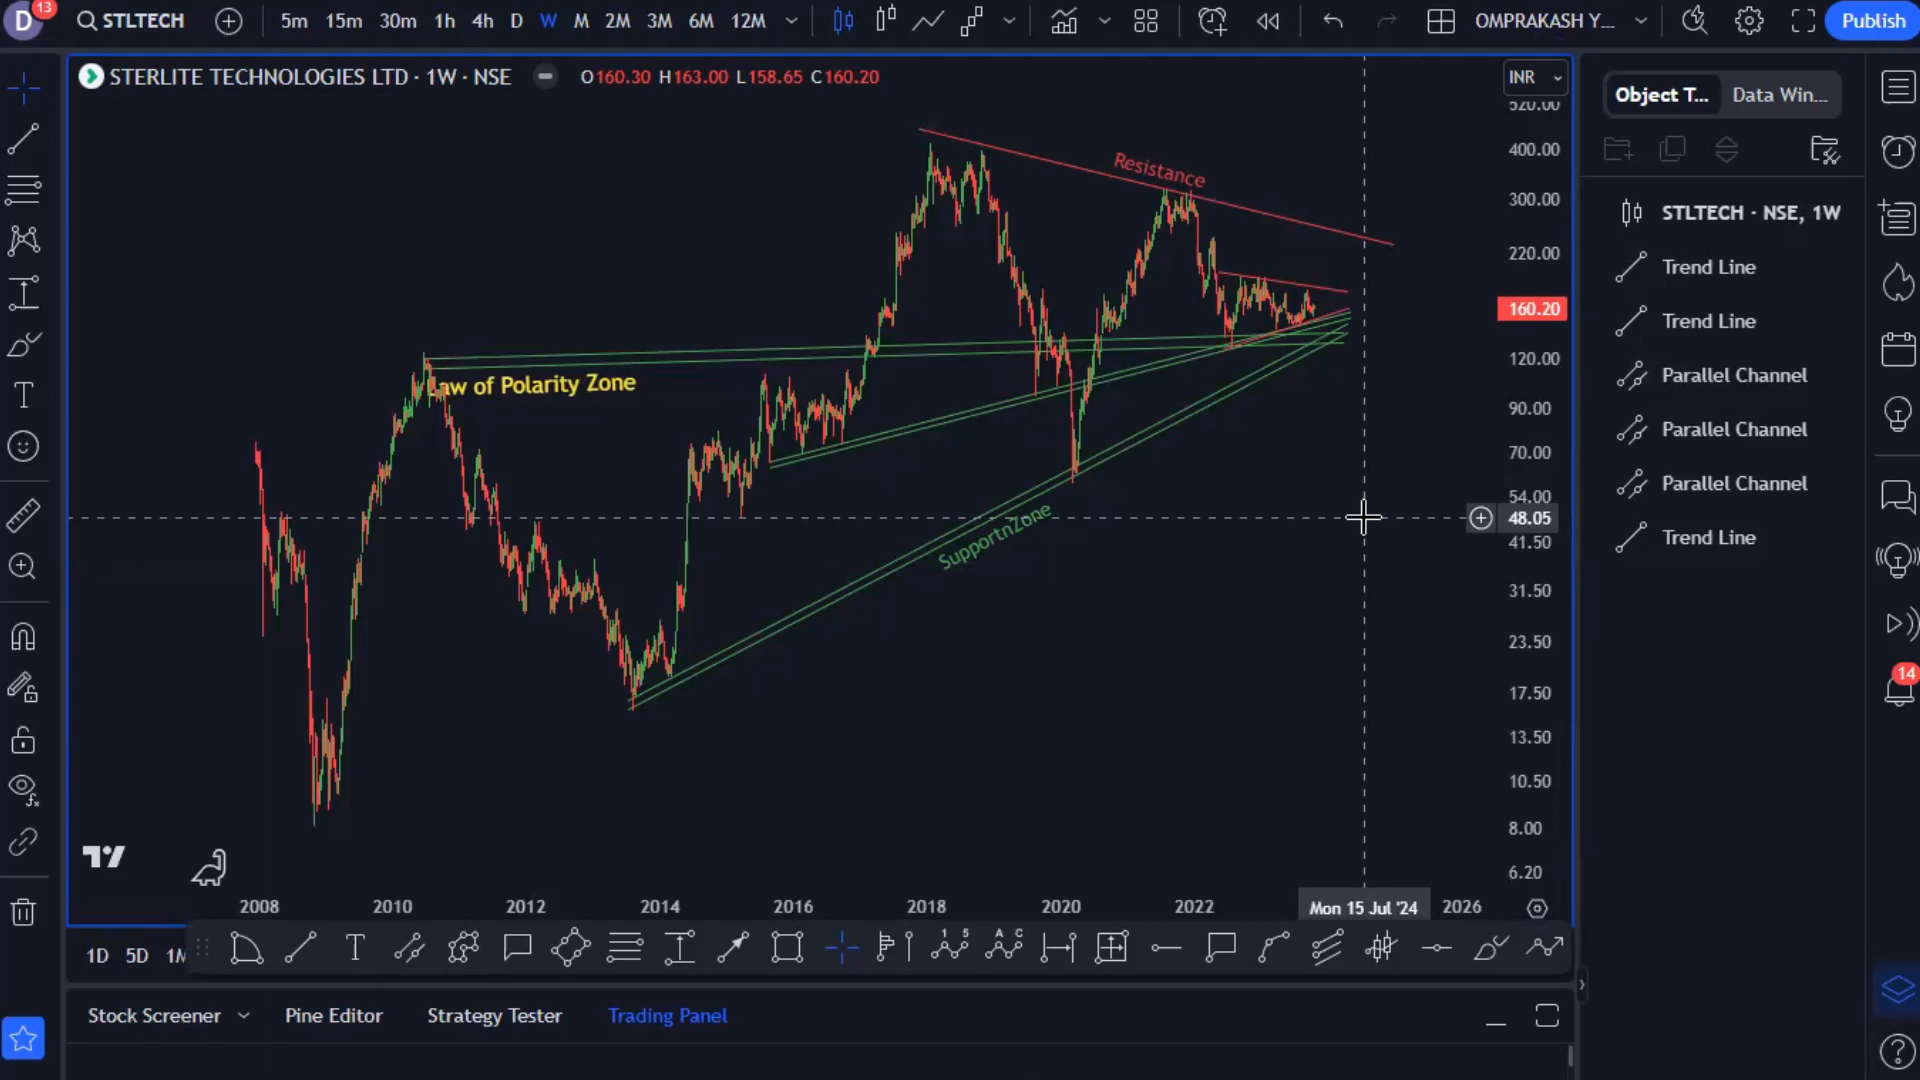 D 13 STLTECH 5m 15m 30m 1h 4h D W M 2M 3M 6M 12M OMPRAKASH Y... Publish
STERLITE TECHNOLOGIES LTD · 1W · NSE O160.30 H163.00 L158.65 C160.20 INR
Object T... Data Win...
520.00
400.00
Resistance
300.00
STLTECH · NSE, 1W
220.00
Trend Line
160.20
Trend Line
120.00
Law of Polarity Zone
Parallel Channel
90.00
Parallel Channel
70.00
Parallel Channel
54.00
48.05
SupportnZone
Trend Line
41.50
31.50
23.50
14
17.50
13.50
10.50
8.00
6.20
2008 2010 2012 2014 2016 2018 2020 2022 Mon 15 Jul '24 2026
1D 5D 1M
1 5
A C
Stock Screener Pine Editor Strategy Tester Trading Panel